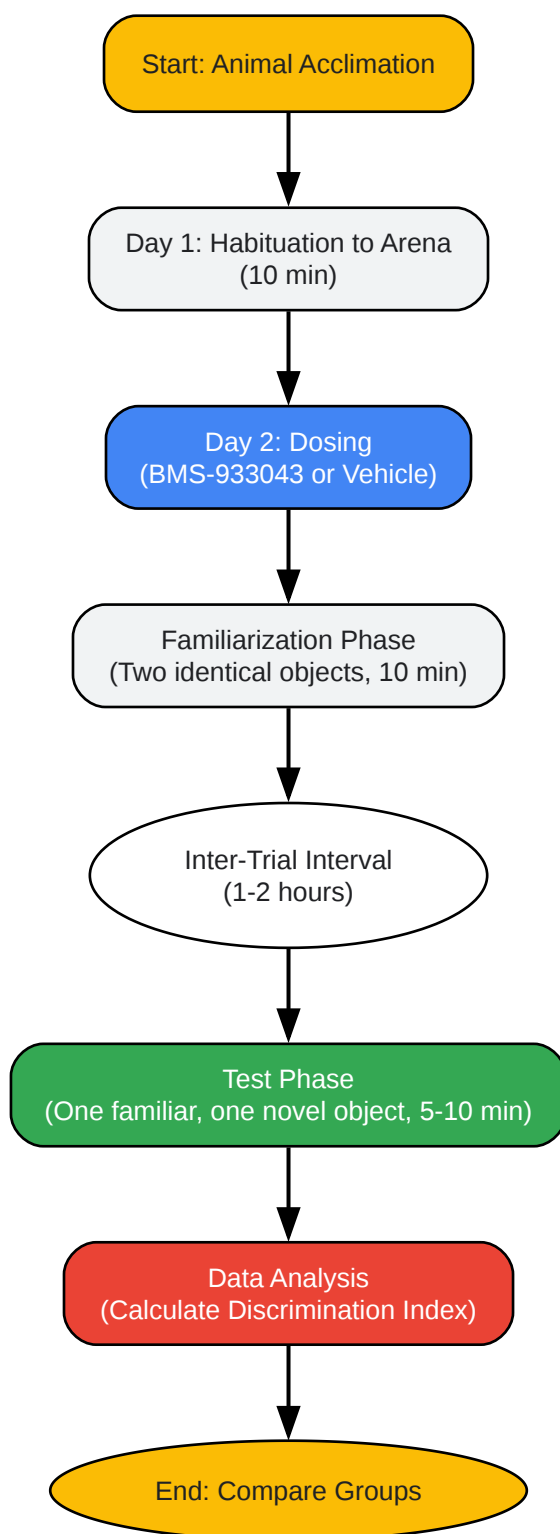 Start: Animal Acclimation
Day 1: Habituation to Arena
(10 min)
Day 2: Dosing
(BMS-933043 or Vehicle)
Familiarization Phase
(Two identical objects, 10 min)
Inter-Trial Interval
(1-2 hours)
Test Phase
(One familiar, one novel object, 5-10 min)
Data Analysis
(Calculate Discrimination Index)
End: Compare Groups